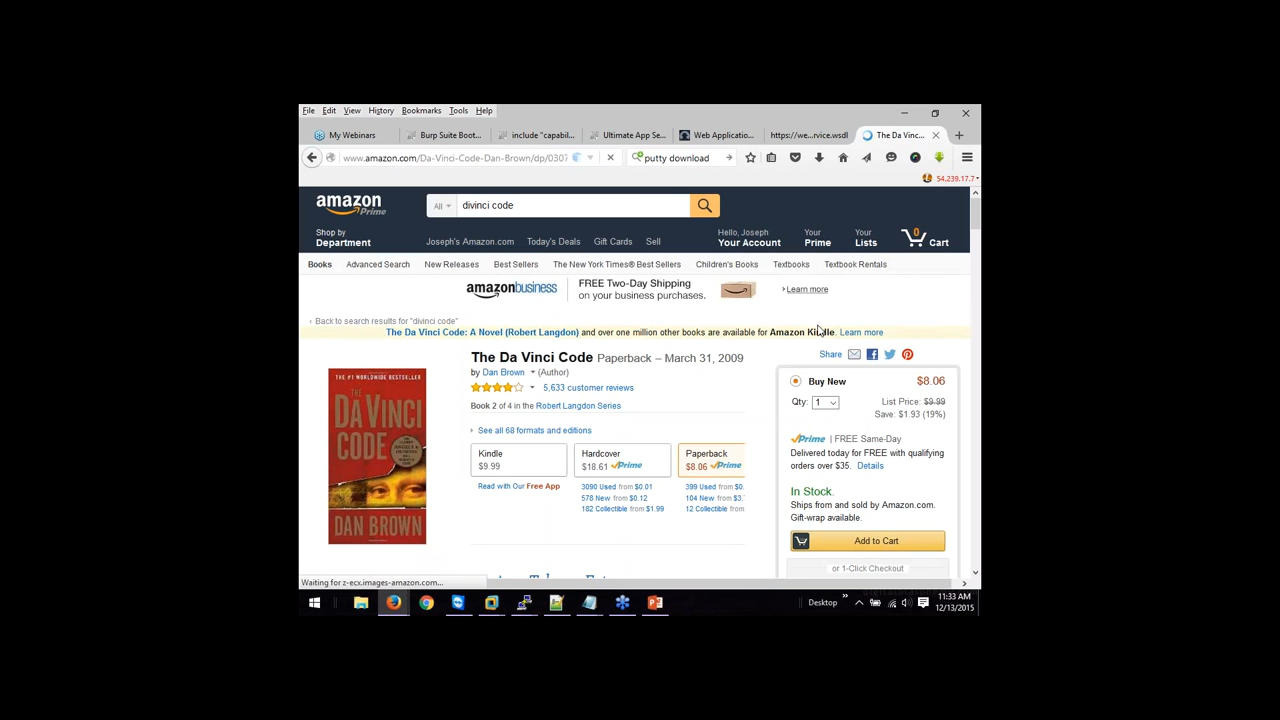 File Edit View History Bookmarks Tools Help
My Webinars Burp Suite Boot... include "capabil... Ultimate App Se... Web Applicatio... https://we...rvice.wsdl The Da Vinc...
www.amazon.com/Da-Vinci-Code-Dan-Brown/dp/0307 putty download
54.239.17.7
amazon Prime All divinci code
Shop by Department Joseph's Amazon.com Today's Deals Gift Cards Sell Hello, Joseph Your Account Your Prime Your Lists 0 Cart
Books Advanced Search New Releases Best Sellers The New York Times® Best Sellers Children's Books Textbooks Textbook Rentals
amazonbusiness FREE Two-Day Shipping on your business purchases. Learn more
‹ Back to search results for "divinci code"
The Da Vinci Code: A Novel (Robert Langdon) and over one million other books are available for Amazon Kindle. Learn more
The Da Vinci Code Paperback – March 31, 2009
by Dan Brown (Author)
5,633 customer reviews
Book 2 of 4 in the Robert Langdon Series
See all 68 formats and editions
Kindle
$9.99
Read with Our Free App
Hardcover
$18.61 Prime
3090 Used from $0.01
578 New from $0.12
182 Collectible from $1.99
Paperback
$8.06 Prime
399 Used from $0.
104 New from $3.
12 Collectible from
THE #1 WORLDWIDE BESTSELLER
THE
DA VINCI
CODE
DAN BROWN
Share
Buy New $8.06
Qty: 1 List Price: $9.99
Save: $1.93 (19%)
Prime | FREE Same-Day
Delivered today for FREE with qualifying
orders over $35. Details
In Stock.
Ships from and sold by Amazon.com.
Gift-wrap available.
Add to Cart
or 1-Click Checkout
Waiting for z-ecx.images-amazon.com...
Desktop 11:33 AM
12/13/2015